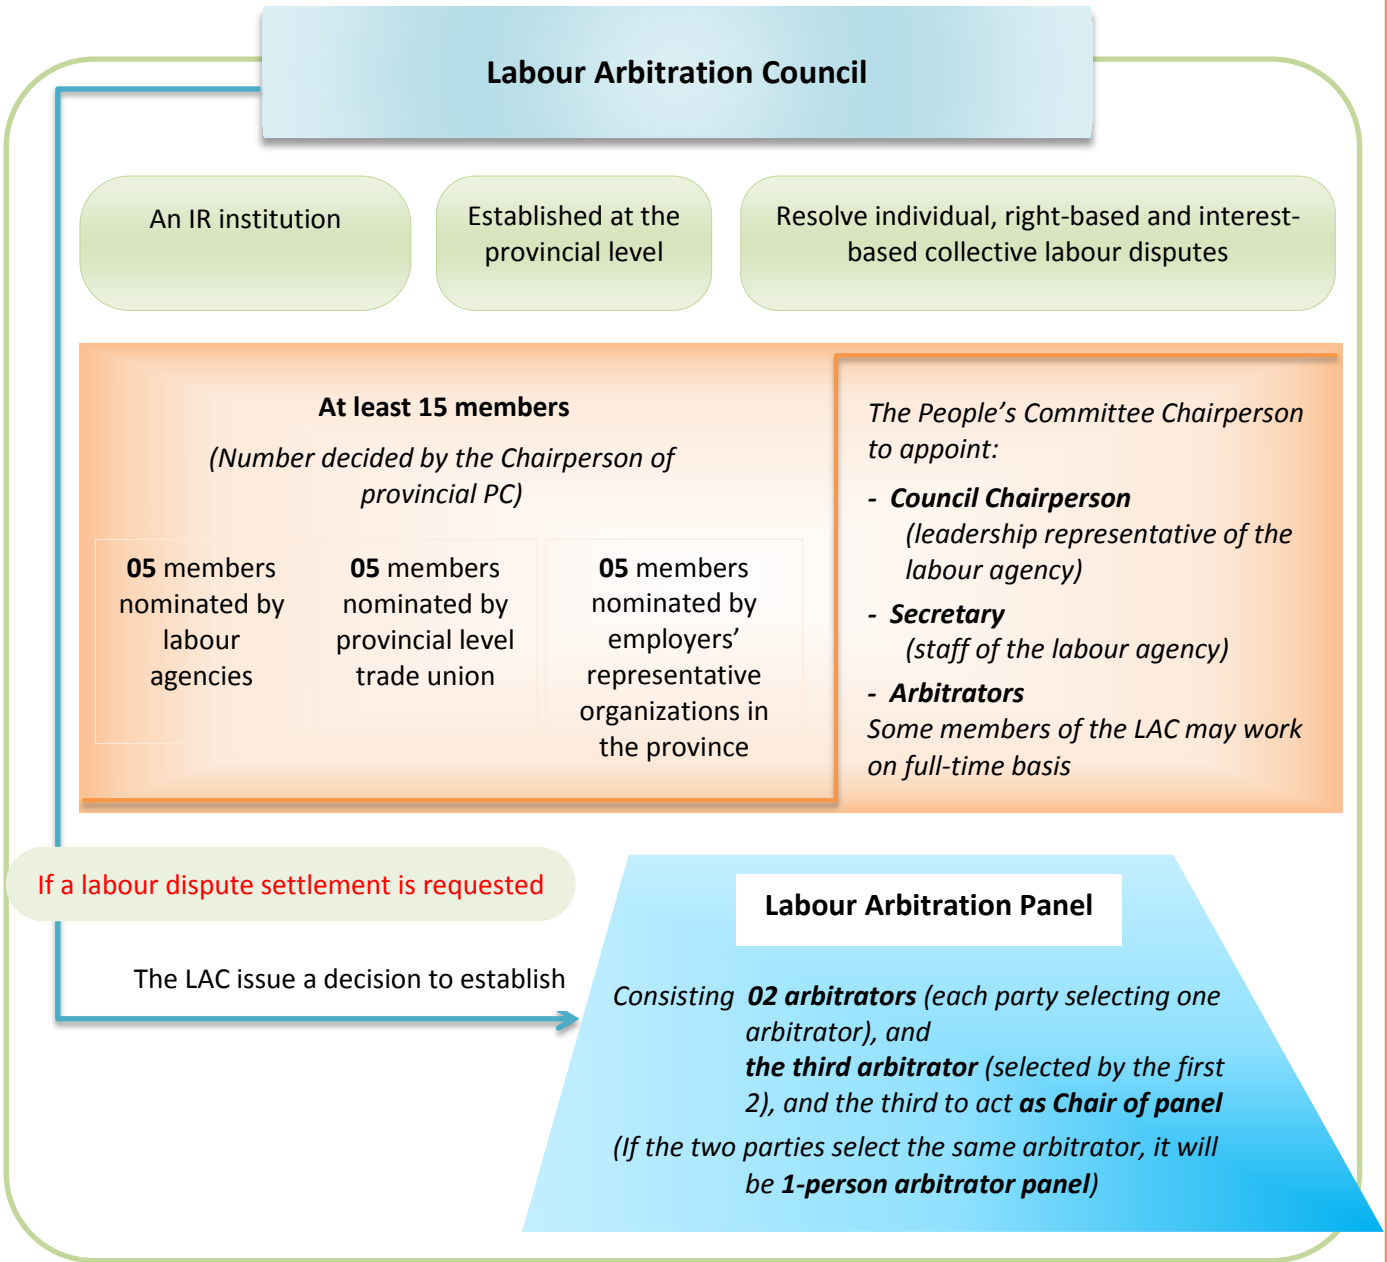 Labour Arbitration Council
An IR institution
Established at the
provincial level
Resolve individual, right-based and interest-
based collective labour disputes
At least 15 members
(Number decided by the Chairperson of
provincial PC)
05 members
nominated by
labour
agencies
05 members
nominated by
provincial level
trade union
05 members
nominated by
employers’
representative
organizations in
the province
The People’s Committee Chairperson
to appoint:
- Council Chairperson
(leadership representative of the
labour agency)
- Secretary
(staff of the labour agency)
- Arbitrators
Some members of the LAC may work
on full-time basis
If a labour dispute settlement is requested
The LAC issue a decision to establish
Labour Arbitration Panel
Consisting 02 arbitrators (each party selecting one
arbitrator), and
the third arbitrator (selected by the first
2), and the third to act as Chair of panel
(If the two parties select the same arbitrator, it will
be 1-person arbitrator panel)